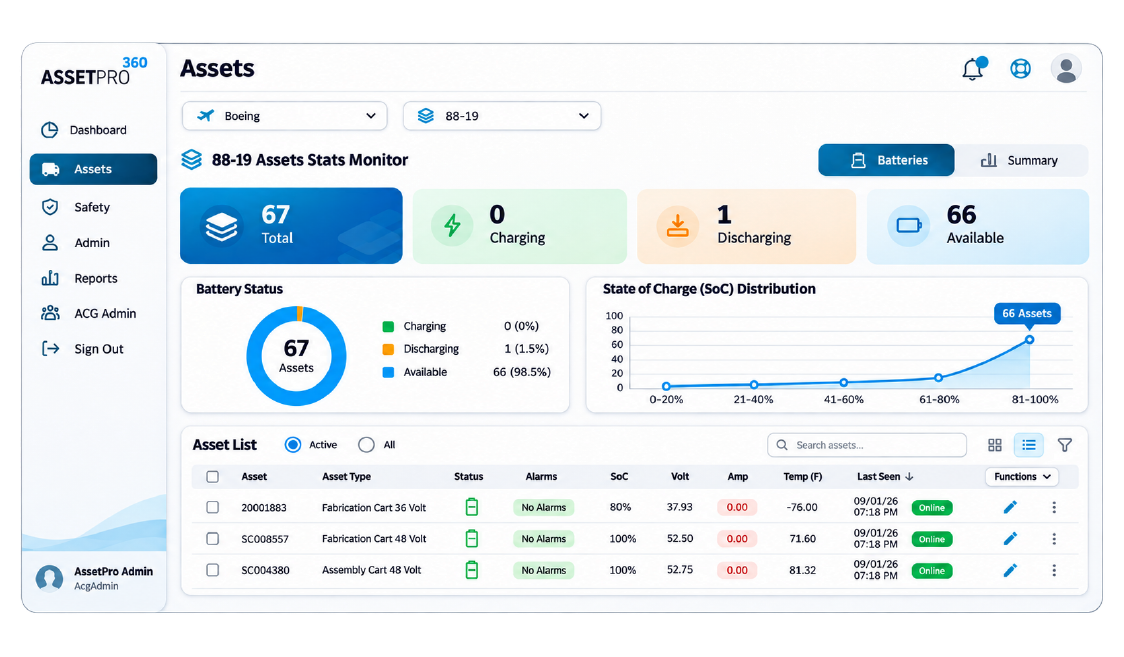 ASSETPRO 360
Dashboard
Assets
Safety
Admin
Reports
ACG Admin
Sign Out
AssetPro Admin
AcgAdmin
Assets
Boeing
88-19
88-19 Assets Stats Monitor
Batteries
Summary
67
Total
0
Charging
1
Discharging
66
Available
Battery Status
67
Assets
Charging 0 (0%)
Discharging 1 (1.5%)
Available 66 (98.5%)
State of Charge (SoC) Distribution
66 Assets
100
80
60
40
20
0
0-20% 21-40% 41-60% 61-80% 81-100%
Asset List Active All Search assets...
Asset Asset Type Status Alarms SoC Volt Amp Temp (F) Last Seen Functions
20001883 Fabrication Cart 36 Volt No Alarms 80% 37.93 0.00 -76.00 09/01/26 07:18 PM Online
SC008557 Fabrication Cart 48 Volt No Alarms 100% 52.50 0.00 71.60 09/01/26 07:18 PM Online
SC004380 Assembly Cart 48 Volt No Alarms 100% 52.75 0.00 81.32 09/01/26 07:18 PM Online